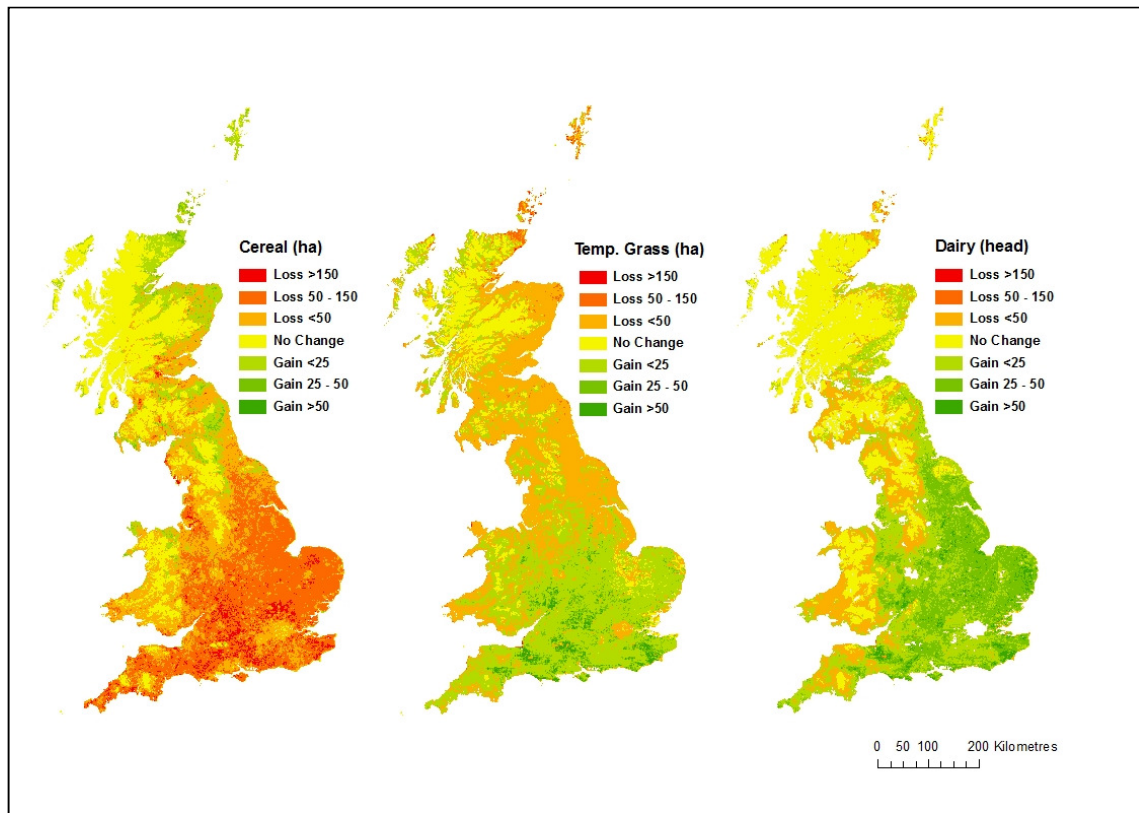 Cereal (ha)
Loss >150
Loss 50 - 150
Loss <50
No Change
Gain <25
Gain 25 - 50
Gain >50
Temp. Grass (ha)
Loss >150
Loss 50 - 150
Loss <50
No Change
Gain <25
Gain 25 - 50
Gain >50
Dairy (head)
Loss >150
Loss 50 - 150
Loss <50
No Change
Gain <25
Gain 25 - 50
Gain >50
0 50 100 200 Kilometres